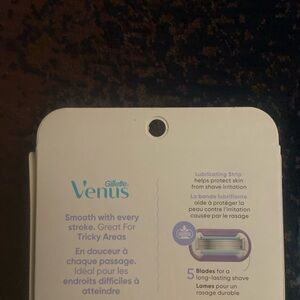 Gillette
Venus
Smooth with every
stroke. Great For
Tricky Areas
En douceur à
chaque passage.
Idéal pour les
endroits difficiles à
atteindre
Lubricating Strip
helps protect skin
from shave irritation
La bande lubrifiante
aide à protéger la
peau contre l'irritation
causée par le rasage
5 Blades for a
long-lasting shave
Lames pour un
rasage durable